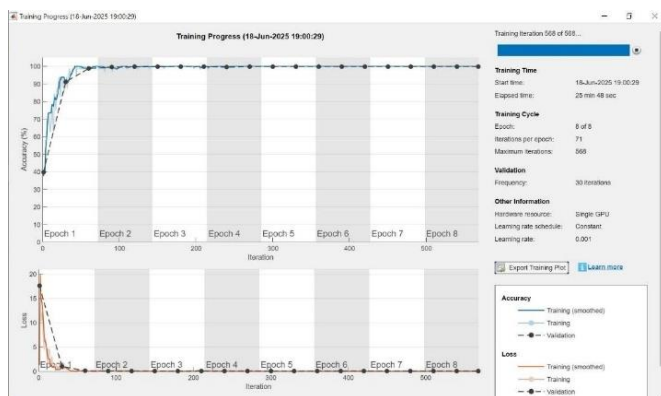 Training Progress (18-Jun-2025 19:00:29)
Training Progress (18-Jun-2025 19:00:29)
100
90
80
70
60
50
40
30
20
10
0
Accuracy (%)
Epoch 1 Epoch 2 Epoch 3 Epoch 4 Epoch 5 Epoch 6 Epoch 7 Epoch 8
0 100 200 300 400 500
Iteration
20
15
10
5
0
Loss
Epoch 1 Epoch 2 Epoch 3 Epoch 4 Epoch 5 Epoch 6 Epoch 7 Epoch 8
0 100 200 300 400 500
Iteration
Training iteration 568 of 568...
Training Time
Start time: 18-Jun-2025 19:00:29
Elapsed time: 25 min 48 sec
Training Cycle
Epoch: 8 of 8
Iterations per epoch: 71
Maximum iterations: 568
Validation
Frequency: 30 iterations
Other Information
Hardware resource: Single GPU
Learning rate schedule: Constant
Learning rate: 0.001
Export Training Plot
Learn more
Accuracy
Training (smoothed)
Training
Validation
Loss
Training (smoothed)
Training
Validation